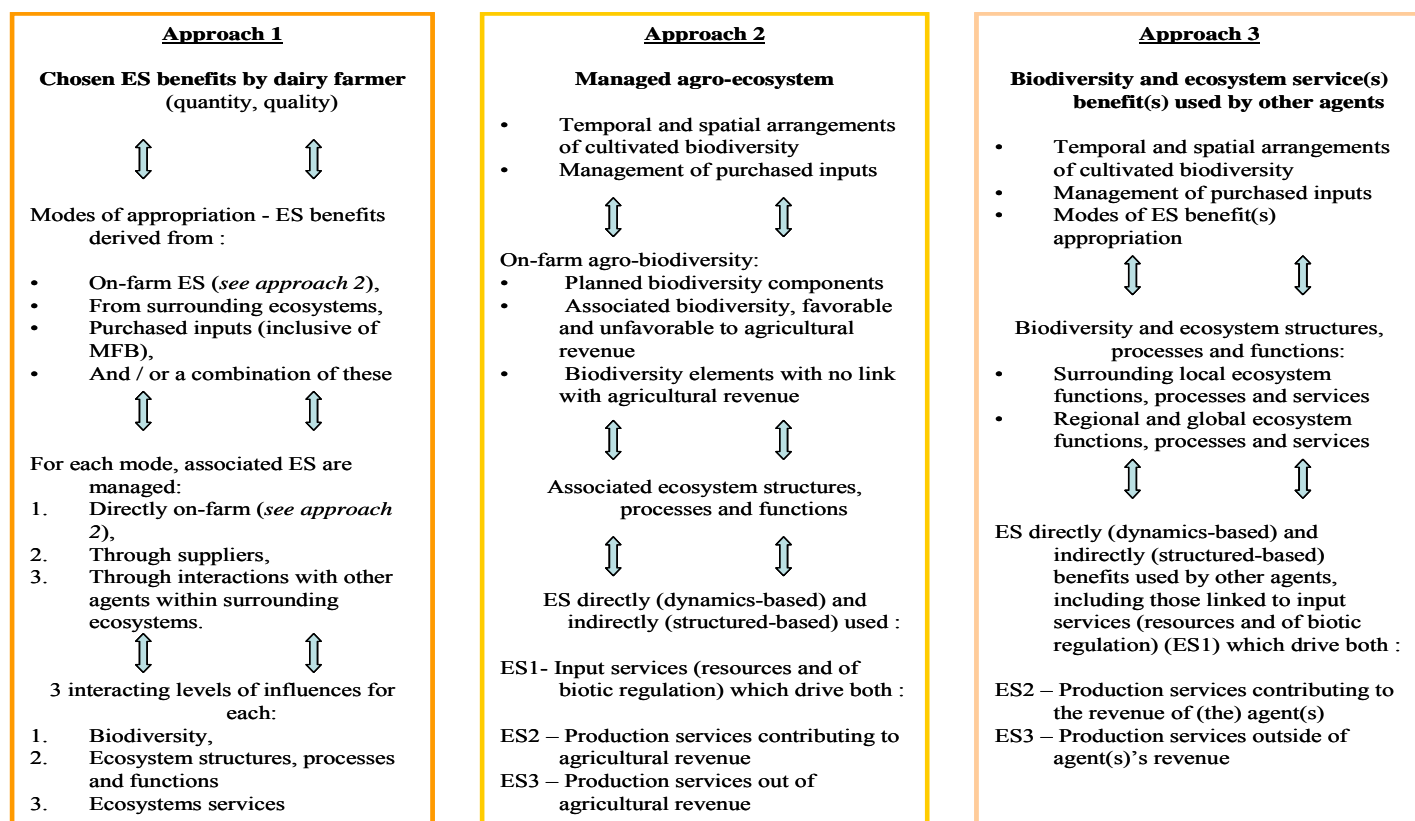 Approach 1
Chosen ES benefits by dairy farmer
(quantity, quality)
Modes of appropriation - ES benefits
derived from :
• On-farm ES (see approach 2),
• From surrounding ecosystems,
• Purchased inputs (inclusive of
MFB),
• And / or a combination of these
For each mode, associated ES are
managed:
1. Directly on-farm (see approach
2),
2. Through suppliers,
3. Through interactions with other
agents within surrounding
ecosystems.
3 interacting levels of influences for
each:
1. Biodiversity,
2. Ecosystem structures, processes
and functions
3. Ecosystems services
Approach 2
Managed agro-ecosystem
• Temporal and spatial arrangements
of cultivated biodiversity
• Management of purchased inputs
On-farm agro-biodiversity:
• Planned biodiversity components
• Associated biodiversity, favorable
and unfavorable to agricultural
revenue
• Biodiversity elements with no link
with agricultural revenue
Associated ecosystem structures,
processes and functions
ES directly (dynamics-based) and
indirectly (structured-based) used :
ES1- Input services (resources and of
biotic regulation) which drive both :
ES2 – Production services contributing to
agricultural revenue
ES3 – Production services out of
agricultural revenue
Approach 3
Biodiversity and ecosystem service(s)
benefit(s) used by other agents
• Temporal and spatial arrangements
of cultivated biodiversity
• Management of purchased inputs
• Modes of ES benefit(s)
appropriation
Biodiversity and ecosystem structures,
processes and functions:
• Surrounding local ecosystem
functions, processes and services
• Regional and global ecosystem
functions, processes and services
ES directly (dynamics-based) and
indirectly (structured-based)
benefits used by other agents,
including those linked to input
services (resources and of biotic
regulation) (ES1) which drive both :
ES2 – Production services contributing to
the revenue of (the) agent(s)
ES3 – Production services outside of
agent(s)'s revenue